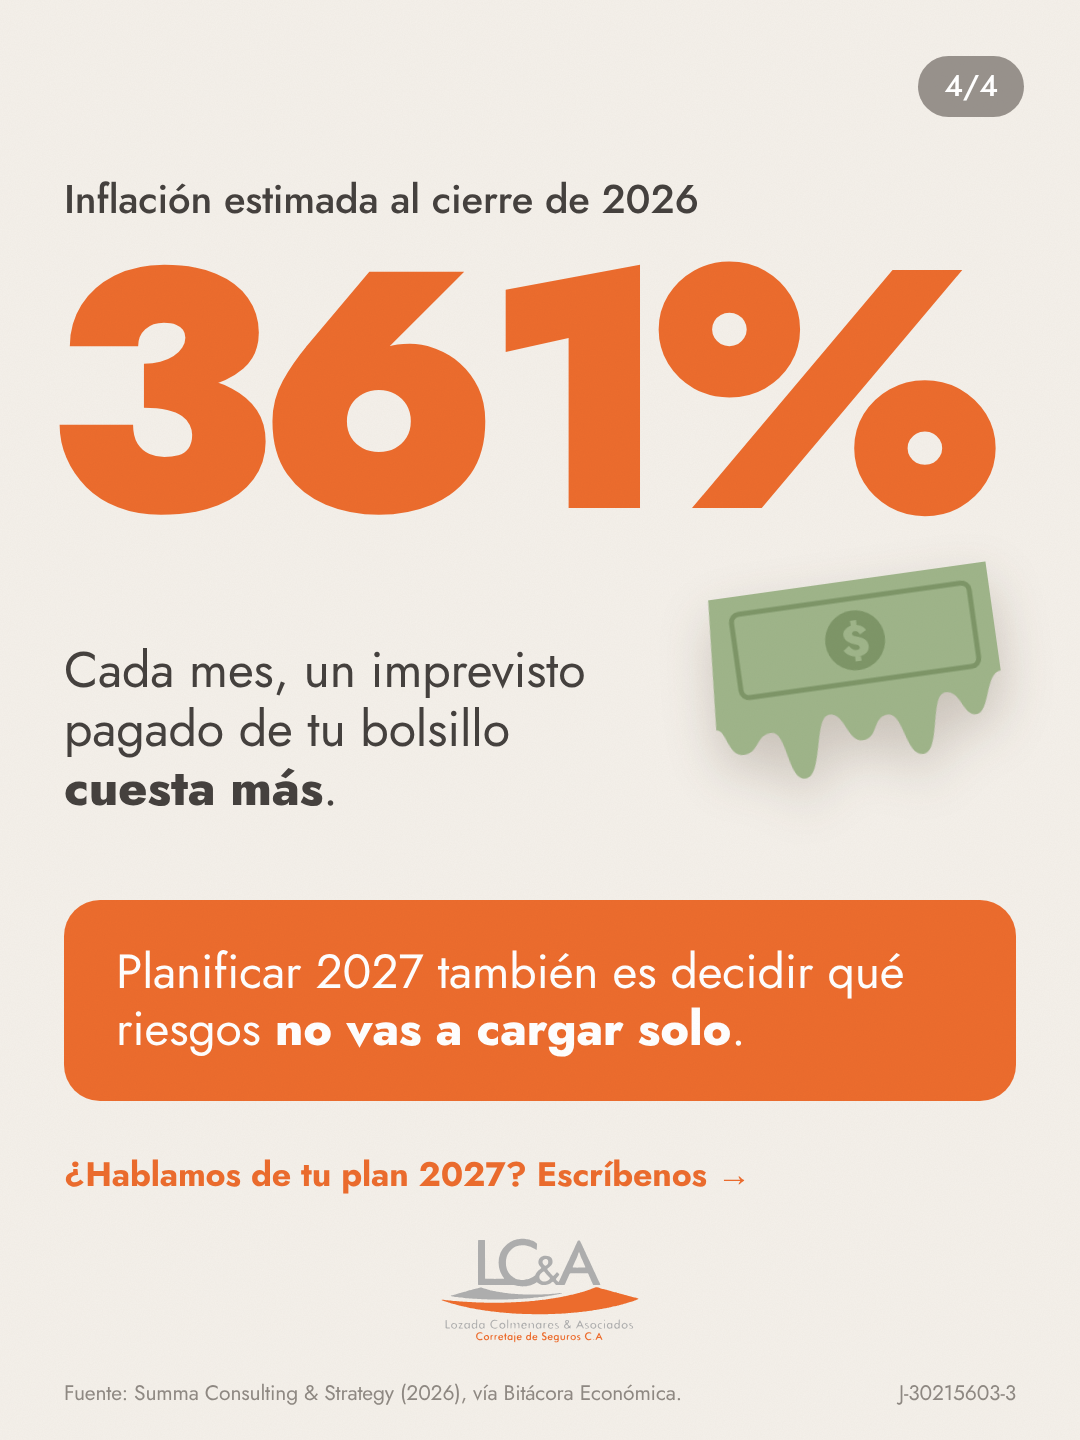 4/4
Inflación estimada al cierre de 2026
361%
$
Cada mes, un imprevisto
pagado de tu bolsillo
cuesta más.
Planificar 2027 también es decidir qué
riesgos no vas a cargar solo.
¿Hablamos de tu plan 2027? Escríbenos →
LC&A
Lozada Colmenares & Asociados
Corretaje de Seguros C.A
Fuente: Summa Consulting & Strategy (2026), vía Bitácora Económica.
J-30215603-3